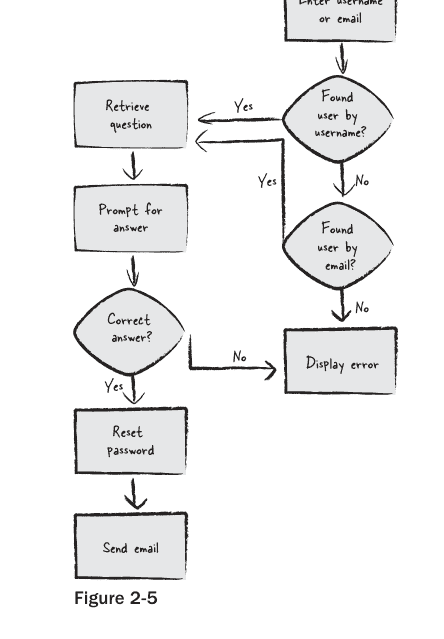 Enter username
or email
Found
user by
username?
Yes
Retrieve
question
No
Yes
Prompt for
answer
Found
user by
email?
No
Correct
answer?
No
Display error
Yes
Reset
password
Send email
Figure 2-5